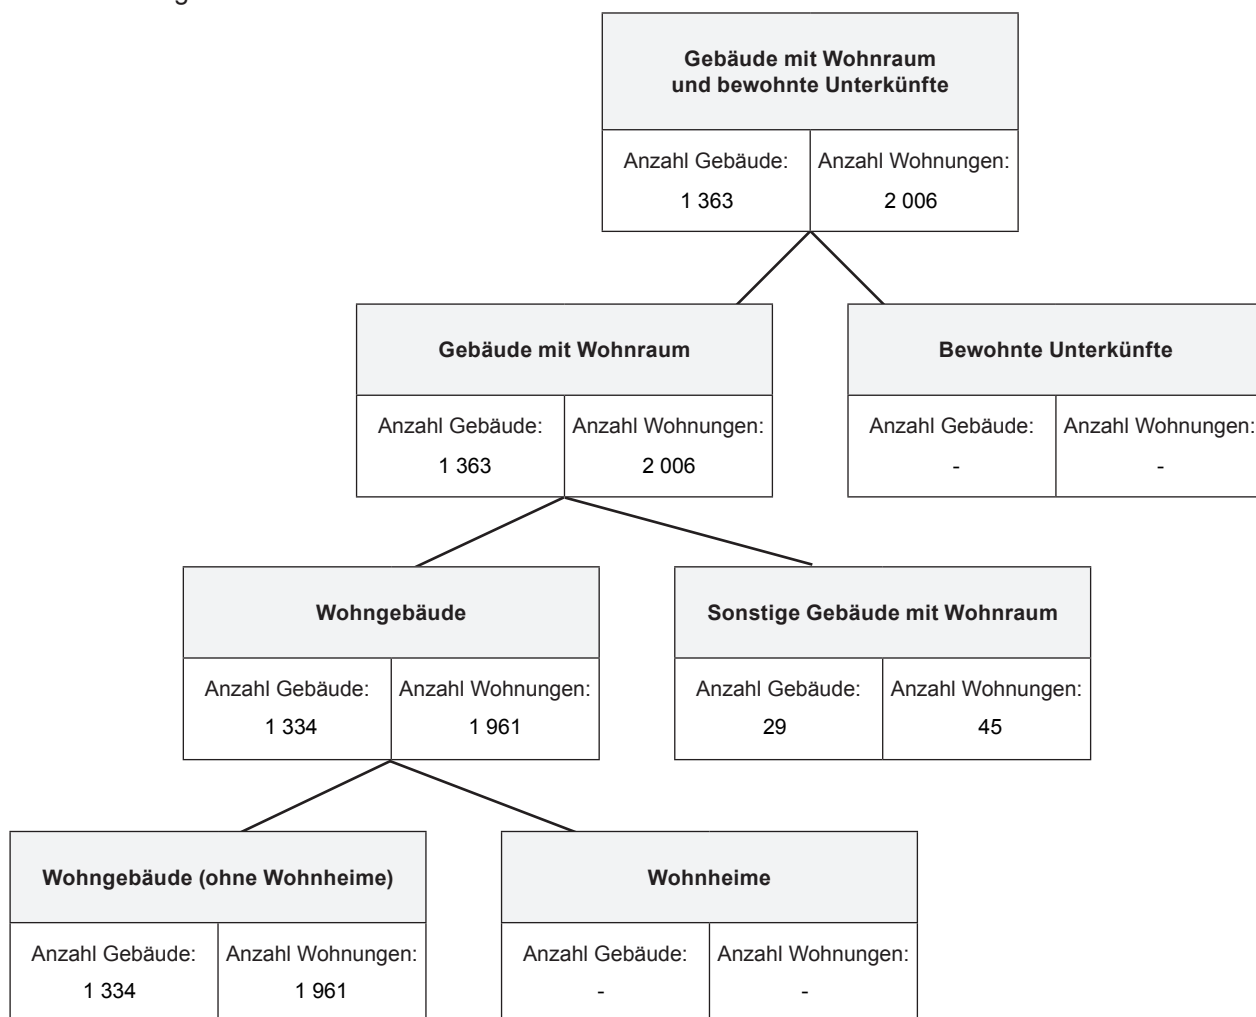 Gebäude mit Wohnraum
und bewohnte Unterkünfte
Anzahl Gebäude: Anzahl Wohnungen:
1 363 2 006
Gebäude mit Wohnraum Bewohnte Unterkünfte
Anzahl Gebäude: Anzahl Wohnungen: Anzahl Gebäude: Anzahl Wohnungen:
1 363 2 006 - -
Wohngebäude Sonstige Gebäude mit Wohnraum
Anzahl Gebäude: Anzahl Wohnungen: Anzahl Gebäude: Anzahl Wohnungen:
1 334 1 961 29 45
Wohngebäude (ohne Wohnheime) Wohnheime
Anzahl Gebäude: Anzahl Wohnungen: Anzahl Gebäude: Anzahl Wohnungen:
1 334 1 961 - -